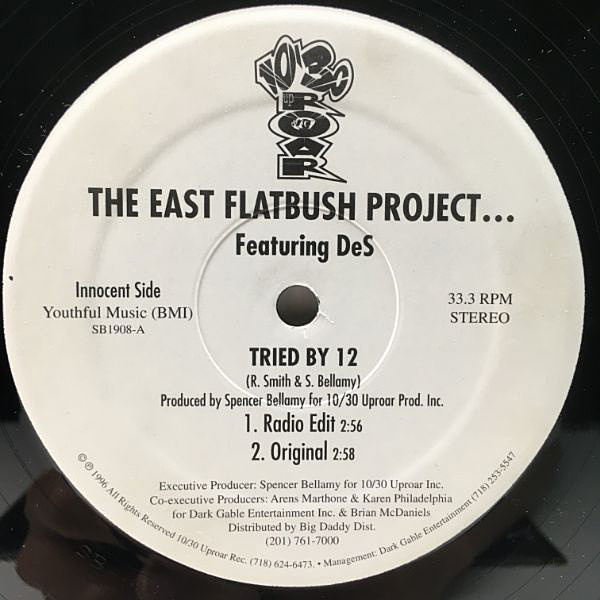 10/30
up
ROAR
THE EAST FLATBUSH PROJECT...
Featuring DeS
Innocent Side
Youthful Music (BMI)
SB1908-A
33.3 RPM
STEREO
TRIED BY 12
(R. Smith & S. Bellamy)
Produced by Spencer Bellamy for 10/30 Uproar Prod. Inc.
1. Radio Edit 2:56
2. Original 2:58
Executive Producer: Spencer Bellamy for 10/30 Uproar Inc.
Co-executive Producers: Arens Marthone & Karen Philadelphia
for Dark Gable Entertainment Inc. & Brian McDaniels
Distributed by Big Daddy Dist.
(201) 761-7000
© ℗ 1996 All Rights Reserved 10/30 Uproar Rec. (718) 624-6473. • Management: Dark Gable Entertainment (718) 253-5547